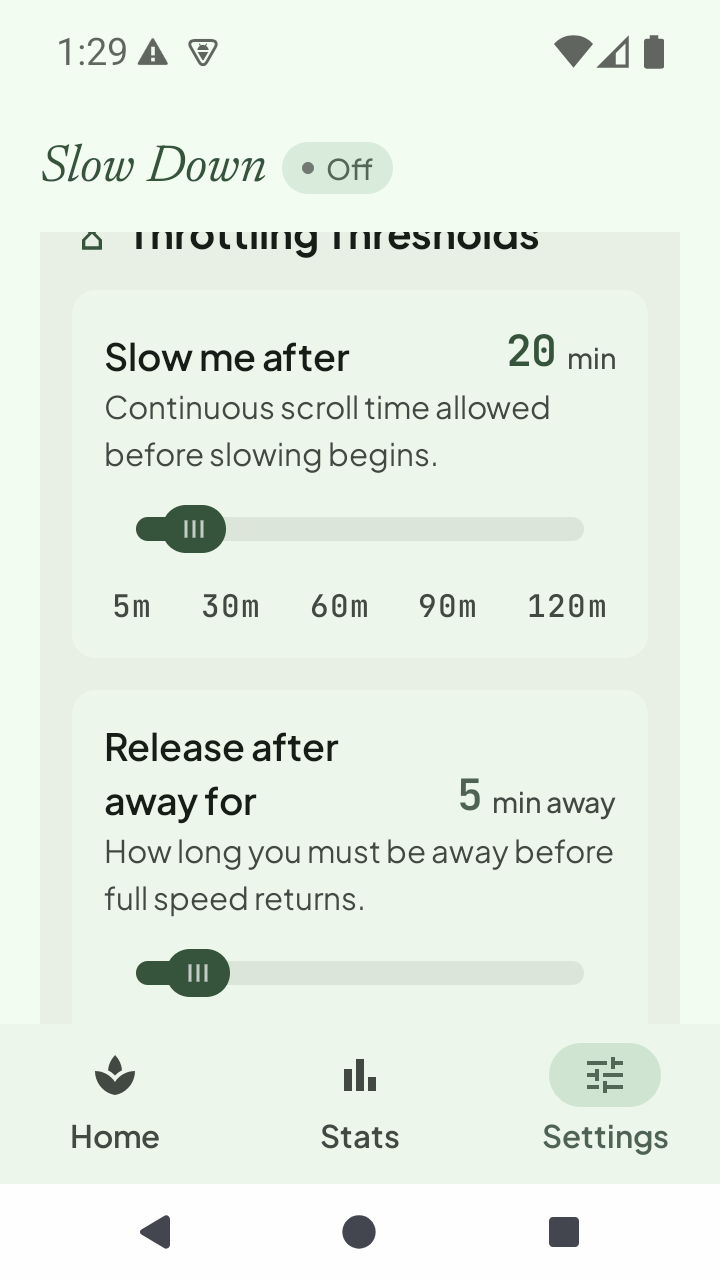 1:29
Slow Down
Off
Throttling Thresholds
Slow me after
20 min
Continuous scroll time allowed
before slowing begins.
5m 30m 60m 90m 120m
Release after
away for
5 min away
How long you must be away before
full speed returns.
Home Stats Settings